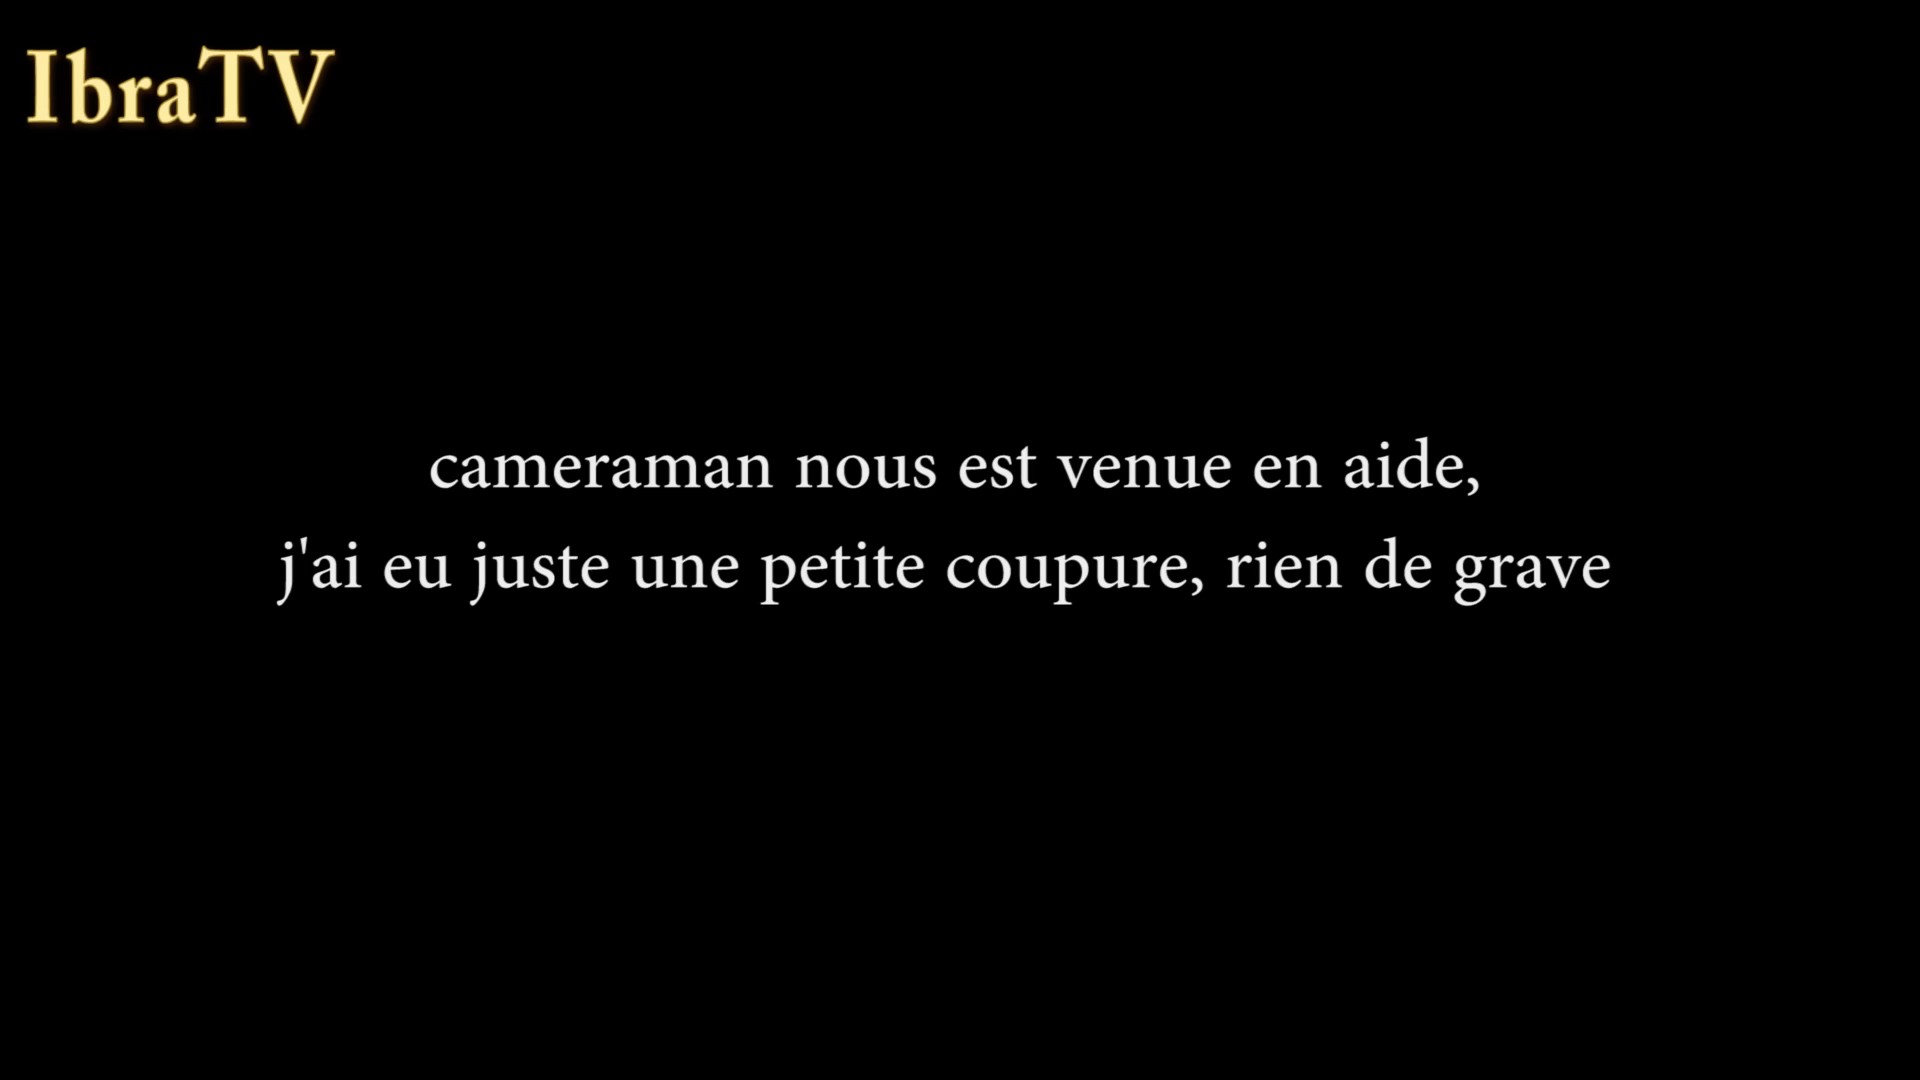 IbraTV
cameraman nous est venue en aide,
j'ai eu juste une petite coupure, rien de grave